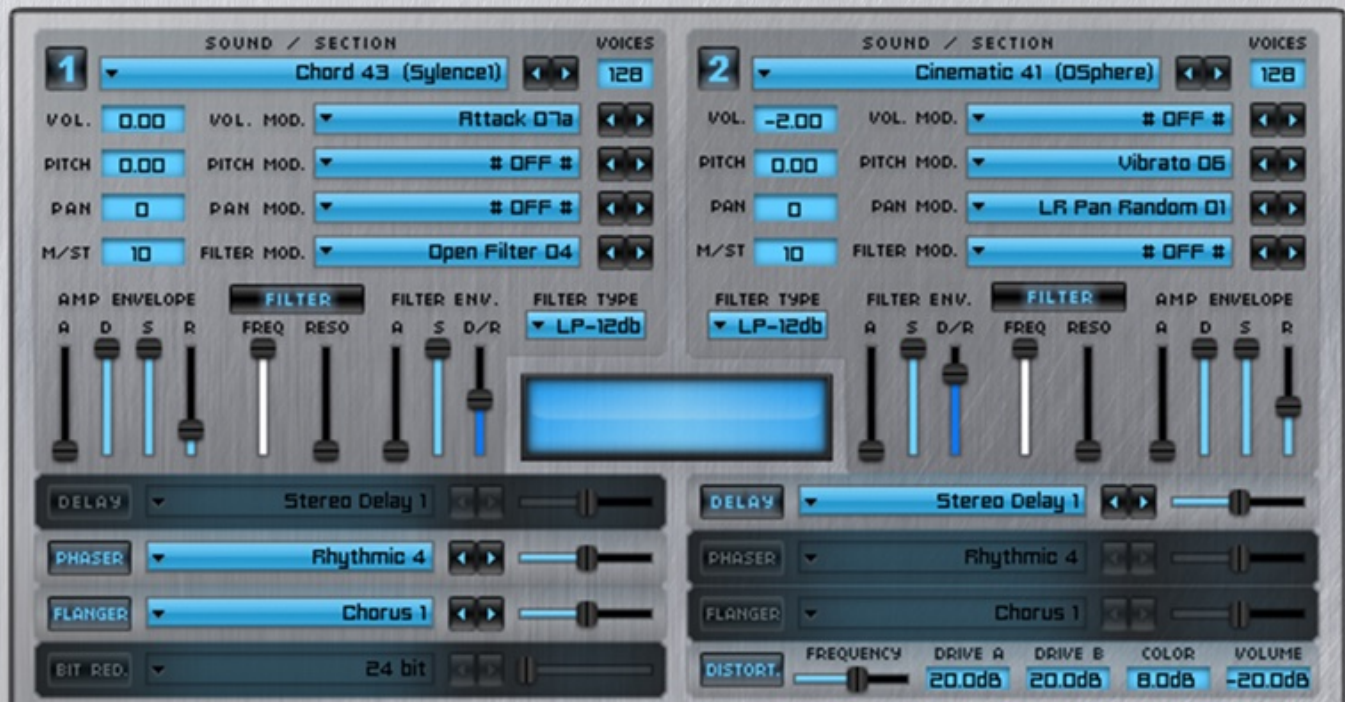 SOUND / SECTION VOICES
1 Chord 43 (Sylence1) 128
VOL. 0.00 VOL. MOD. Attack 07a
PITCH 0.00 PITCH MOD. # OFF #
PAN 0 PAN MOD. # OFF #
M/ST 10 FILTER MOD. Open Filter 04
AMP ENVELOPE FILTER FILTER ENV. FILTER TYPE
A D S R FREQ RESO A S D/R LP-12db
DELAY Stereo Delay 1
PHASER Rhythmic 4
FLANGER Chorus 1
BIT RED. 24 bit
SOUND / SECTION VOICES
2 Cinematic 41 (OSphere) 128
VOL. -2.00 VOL. MOD. # OFF #
PITCH 0.00 PITCH MOD. Vibrato 06
PAN 0 PAN MOD. LR Pan Random 01
M/ST 10 FILTER MOD. # OFF #
FILTER TYPE FILTER ENV. FILTER AMP ENVELOPE
LP-12db A S D/R FREQ RESO A D S R
DELAY Stereo Delay 1
PHASER Rhythmic 4
FLANGER Chorus 1
FREQUENCY DRIVE A DRIVE B COLOR VOLUME
DISTORT. 20.0dB 20.0dB 8.0dB -20.0dB